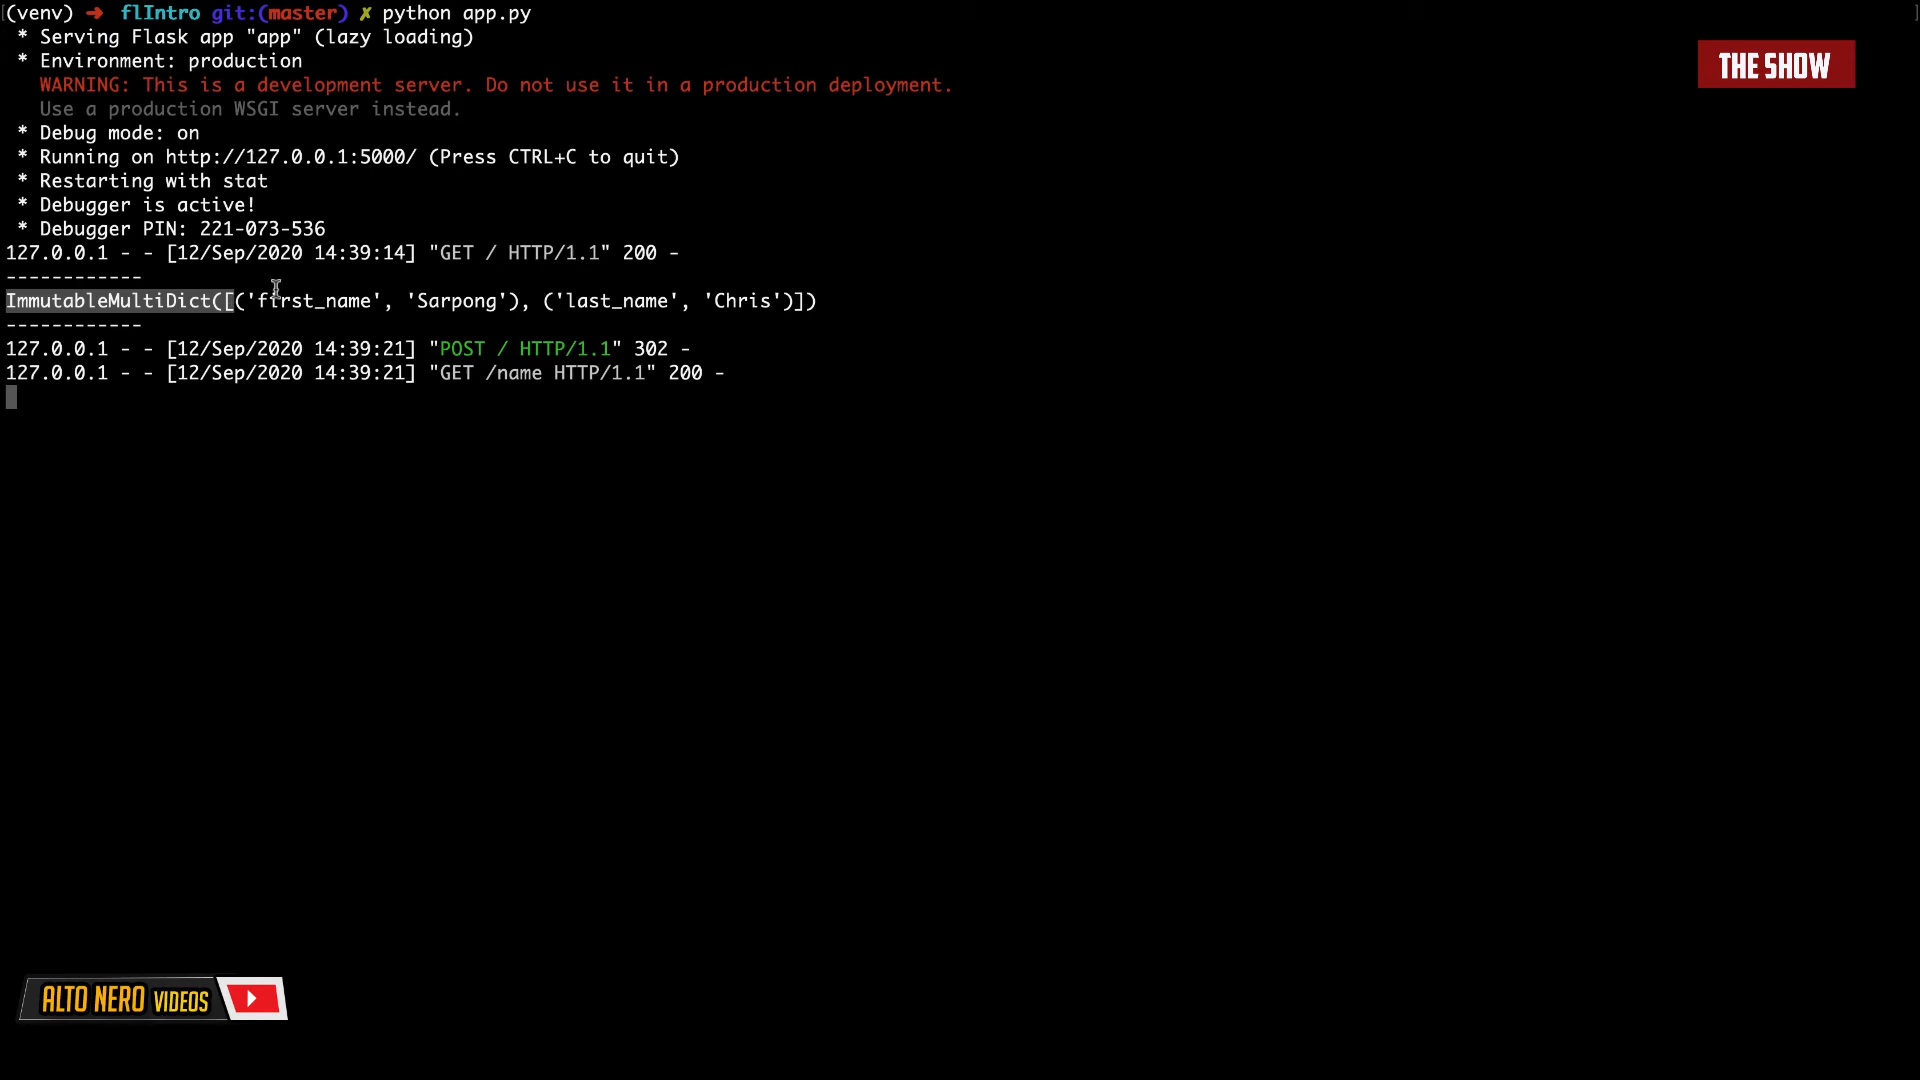 (venv) ➜ flIntro git:(master) ✗ python app.py
* Serving Flask app "app" (lazy loading)
* Environment: production
WARNING: This is a development server. Do not use it in a production deployment.
Use a production WSGI server instead.
* Debug mode: on
* Running on http://127.0.0.1:5000/ (Press CTRL+C to quit)
* Restarting with stat
* Debugger is active!
* Debugger PIN: 221-073-536
127.0.0.1 - - [12/Sep/2020 14:39:14] "GET / HTTP/1.1" 200 -
------------
ImmutableMultiDict([('first_name', 'Sarpong'), ('last_name', 'Chris')])
------------
127.0.0.1 - - [12/Sep/2020 14:39:21] "POST / HTTP/1.1" 302 -
127.0.0.1 - - [12/Sep/2020 14:39:21] "GET /name HTTP/1.1" 200 -
THE SHOW
ALTO NERO VIDEOS